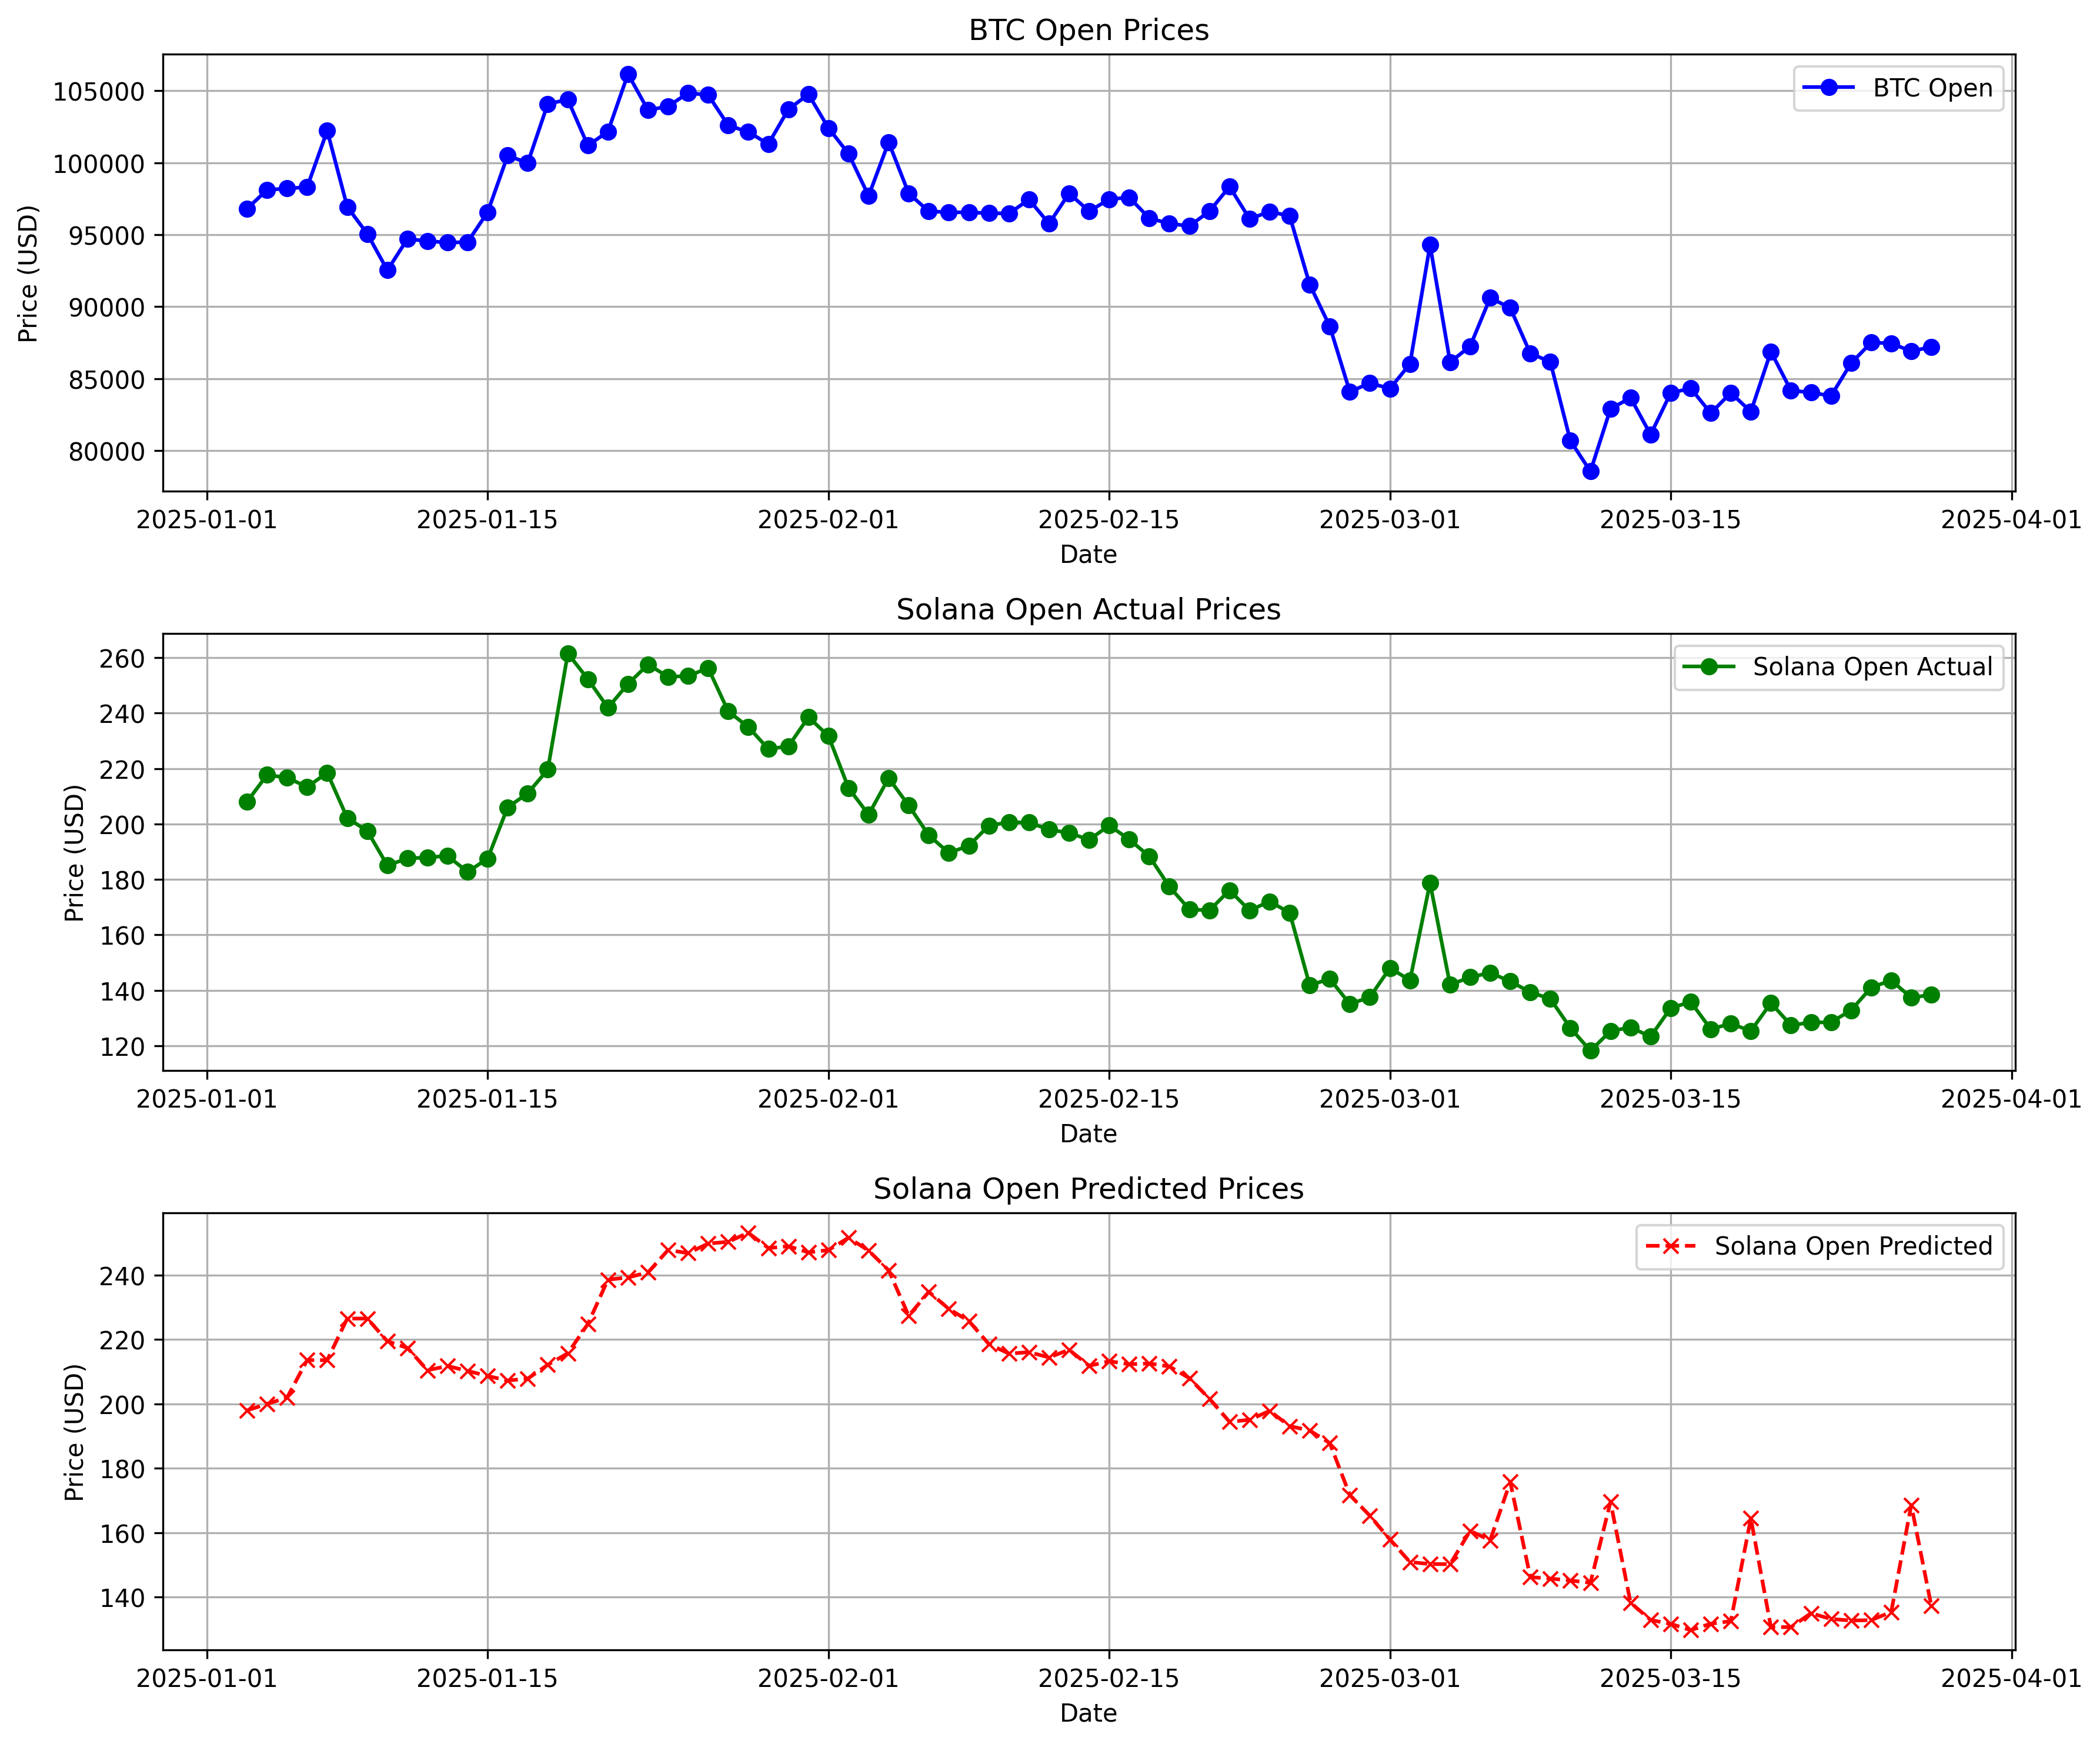 BTC Open Prices
BTC Open
Price (USD)
105000
100000
95000
90000
85000
80000
2025-01-01 2025-01-15 2025-02-01 2025-02-15 2025-03-01 2025-03-15 2025-04-01
Date
Solana Open Actual Prices
Solana Open Actual
Price (USD)
260
240
220
200
180
160
140
120
2025-01-01 2025-01-15 2025-02-01 2025-02-15 2025-03-01 2025-03-15 2025-04-01
Date
Solana Open Predicted Prices
Solana Open Predicted
Price (USD)
240
220
200
180
160
140
2025-01-01 2025-01-15 2025-02-01 2025-02-15 2025-03-01 2025-03-15 2025-04-01
Date